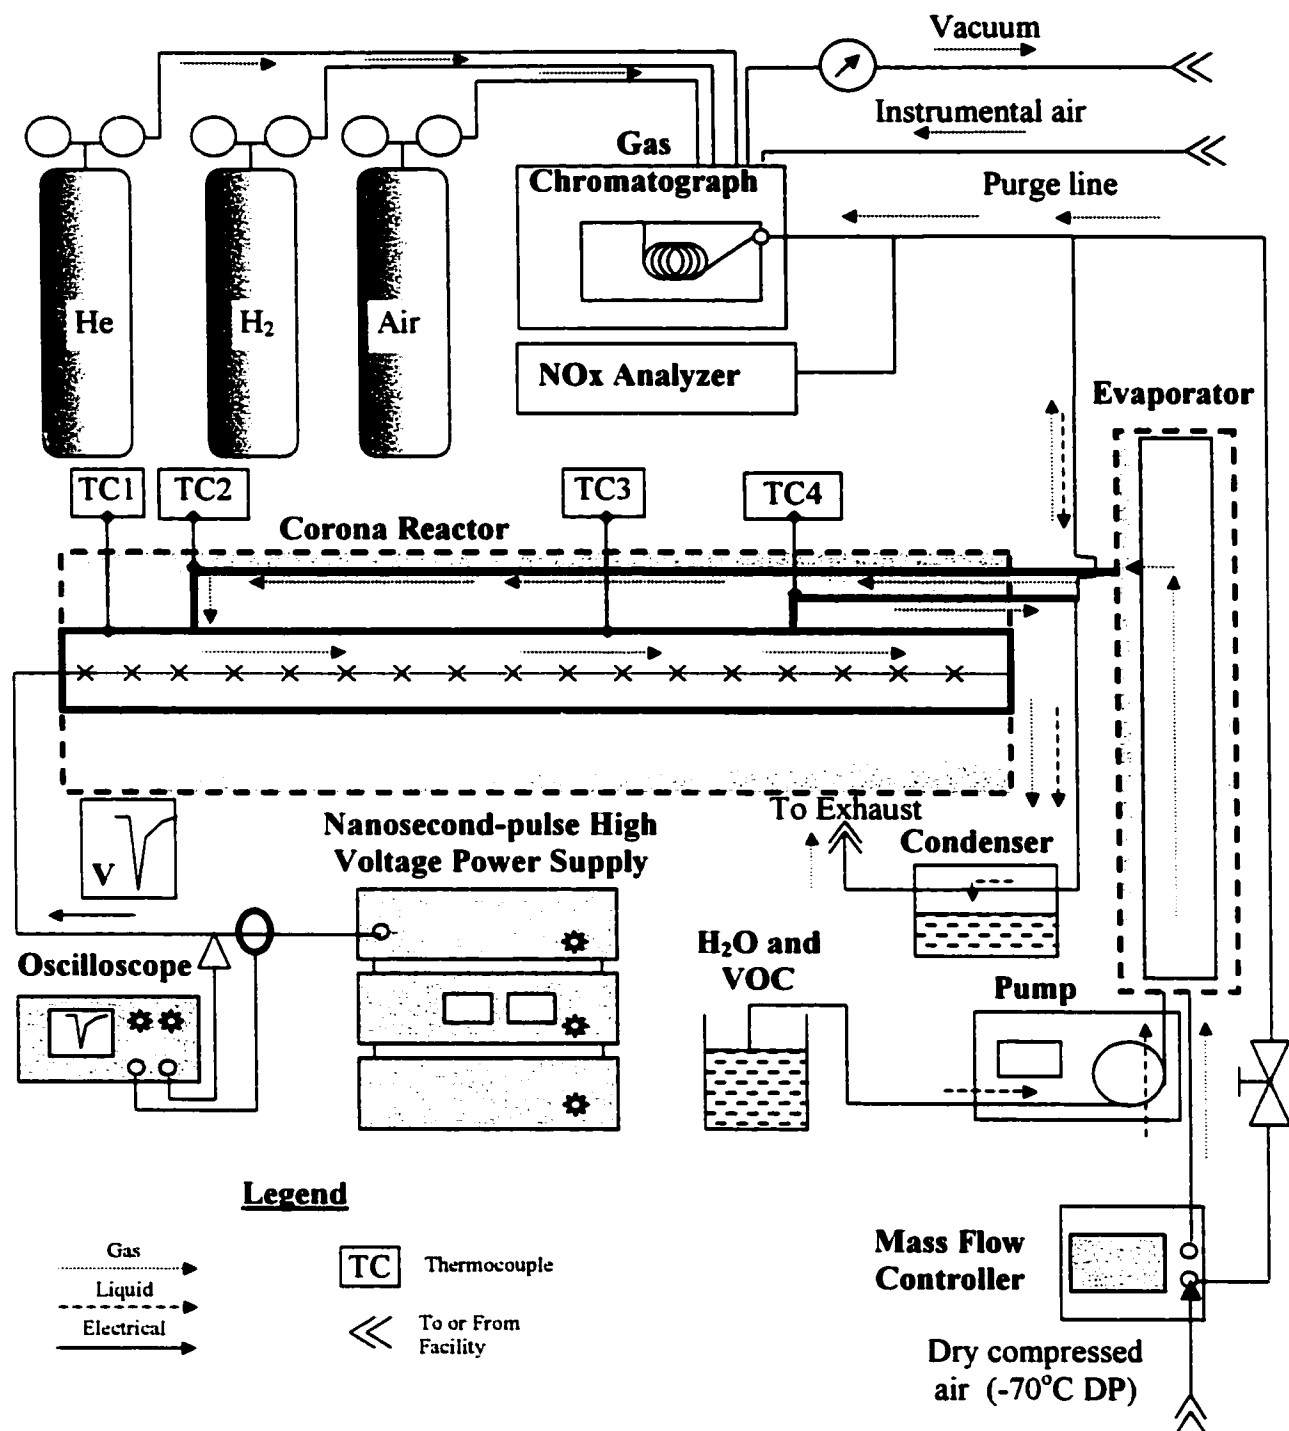 Vacuum
Instrumental air
Gas
Chromatograph
Purge line
He
H₂
Air
NOx Analyzer
Evaporator
TC1
TC2
TC3
TC4
Corona Reactor
To Exhaust
Nanosecond-pulse High
Voltage Power Supply
V
Condenser
H₂O and
VOC
Oscilloscope
Pump
Legend
Gas
Liquid
Electrical
TC
Thermocouple
To or From
Facility
Mass Flow
Controller
Dry compressed
air (-70°C DP)